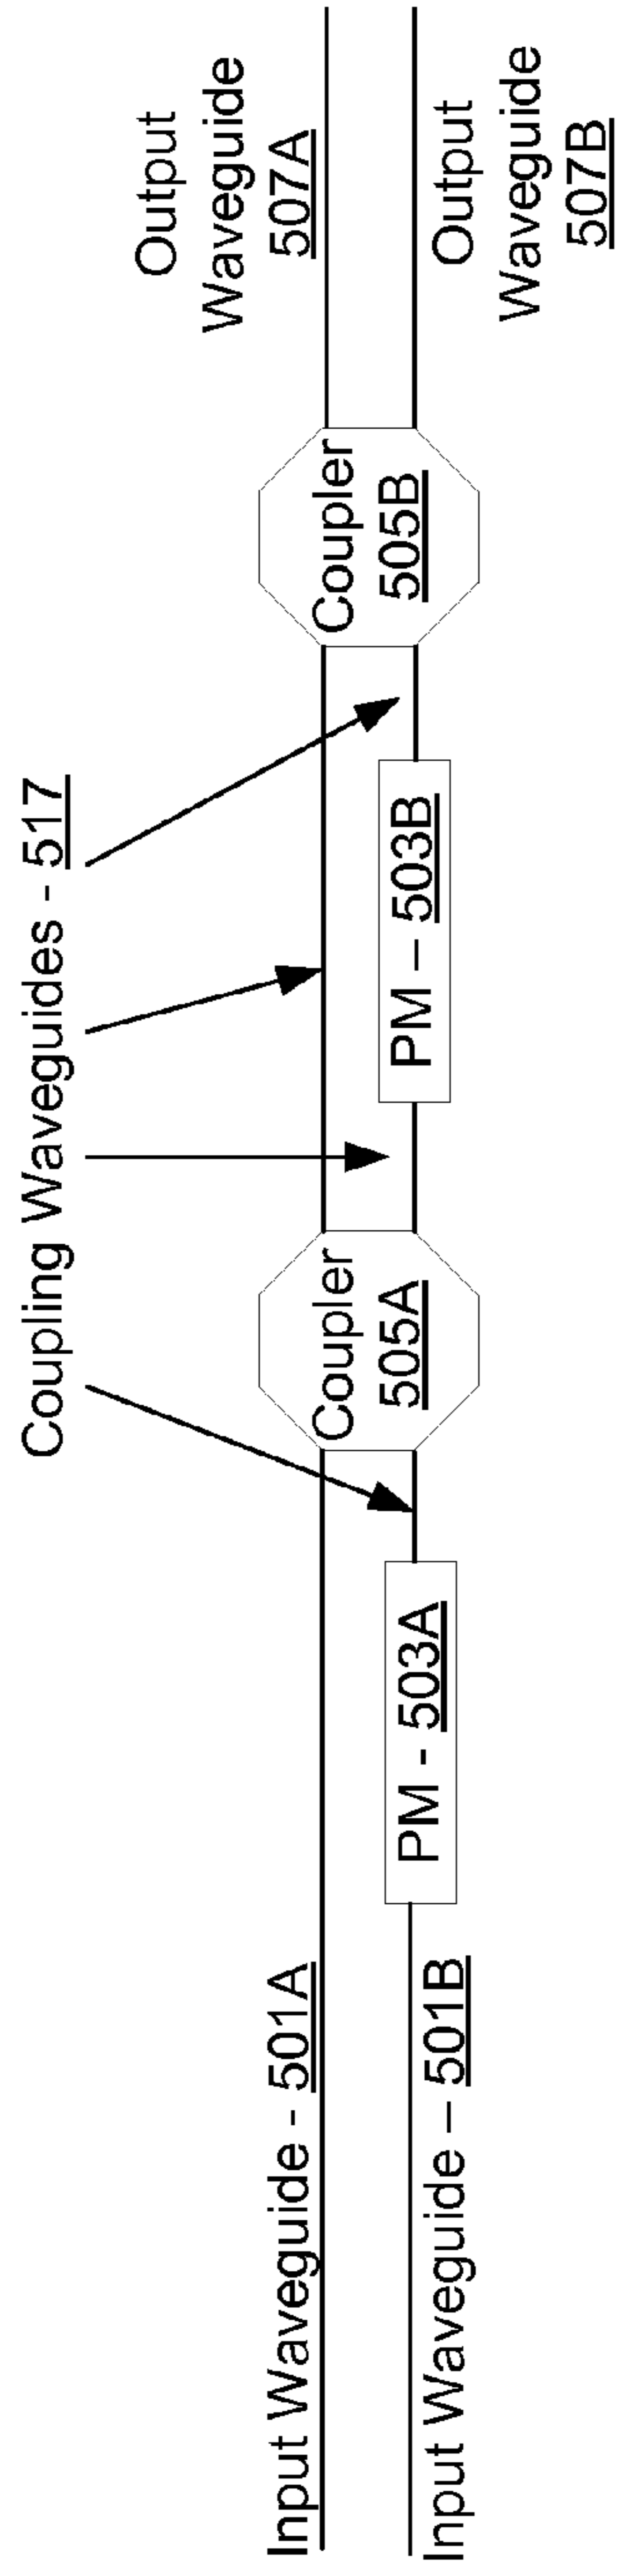 Coupling Waveguides - 517
Input Waveguide - 501A
Input Waveguide – 501B
PM - 503A
Coupler
505A
PM – 503B
Coupler
505B
Output
Waveguide
507A
Output
Waveguide
507B